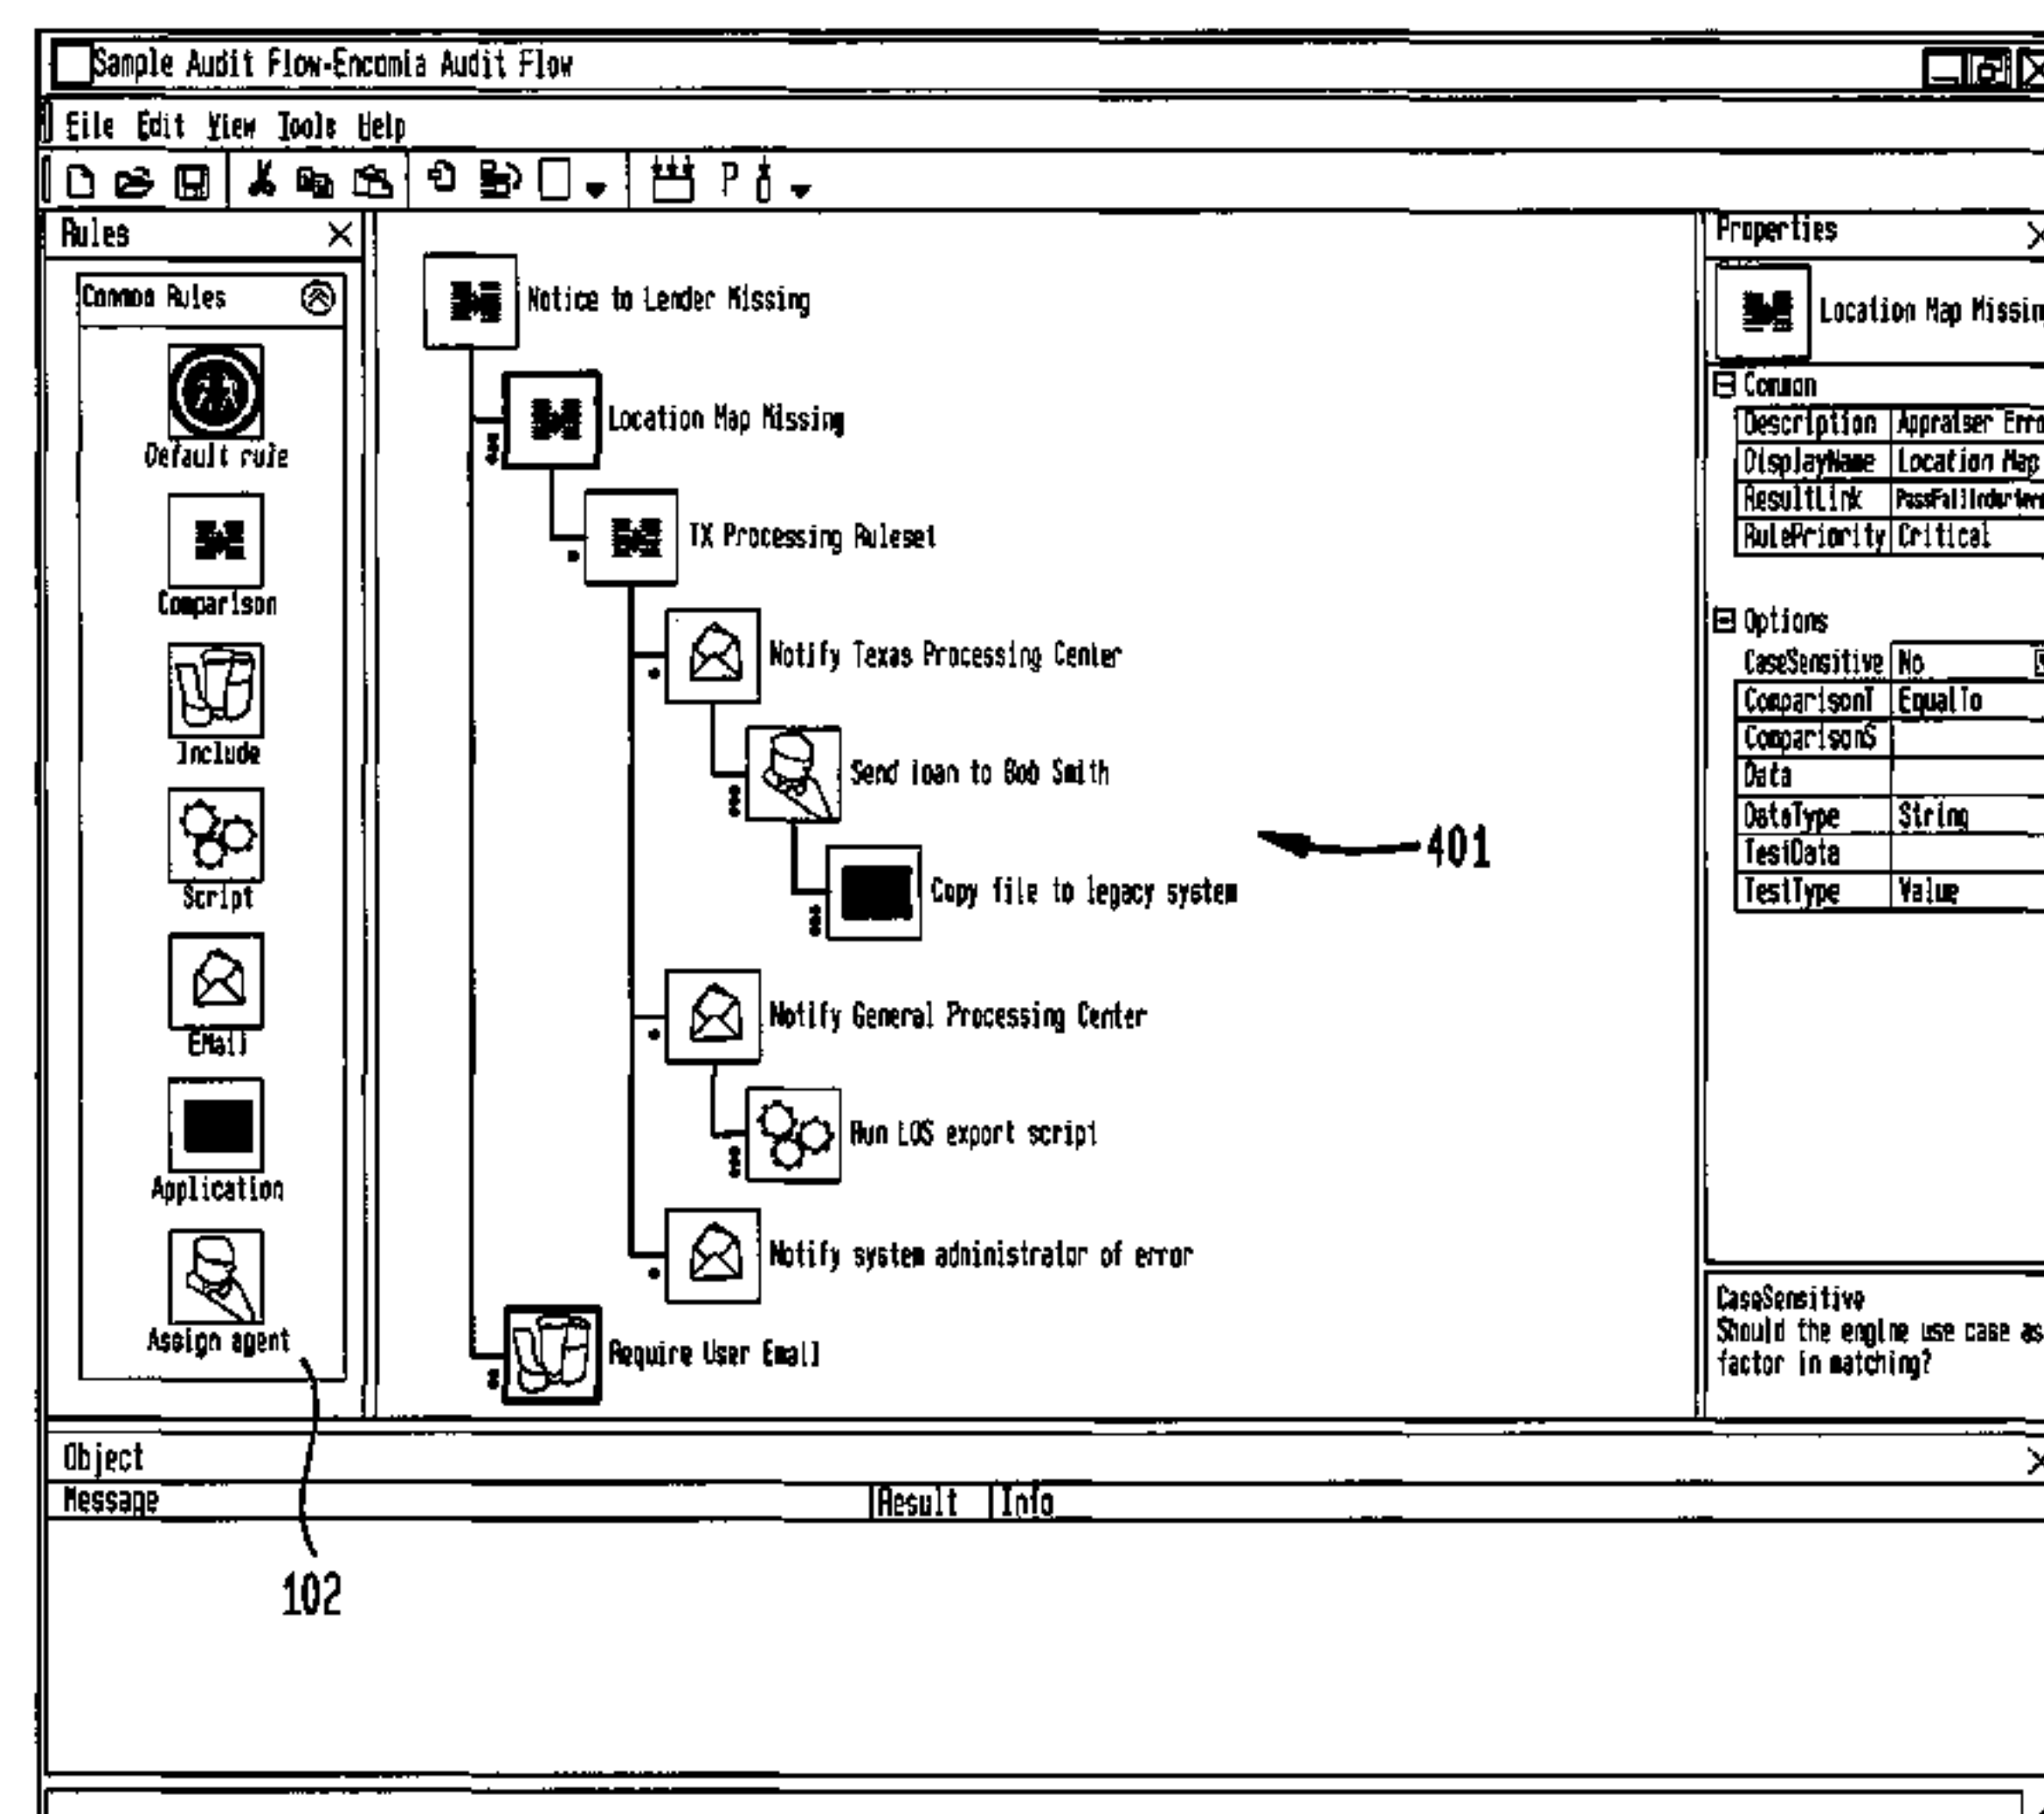 Sample Audit Flow-Encomia Audit Flow
File Edit View Tools Help
P
Rules
Common Rules
Default rule
Comparison
Include
Script
EMail
Application
Assign agent
102
Notice to Lender Missing
Location Map Missing
TX Processing Ruleset
Notify Texas Processing Center
Send loan to Bob Smith
Copy file to legacy system
Notify General Processing Center
Run LOS export script
Notify system administrator of error
Require User Email
401
Properties
Location Map Missin
Common
Description Appraiser Erro
DisplayName Location Map
ResultLink
RulePriority Critical
Options
CaseSensitive No
ComparisonT EqualTo
ComparisonS
Data
DataType String
TestData
TestType Value
CaseSensitive
Should the engine use case as
factor in matching?
Object
Message Result Info